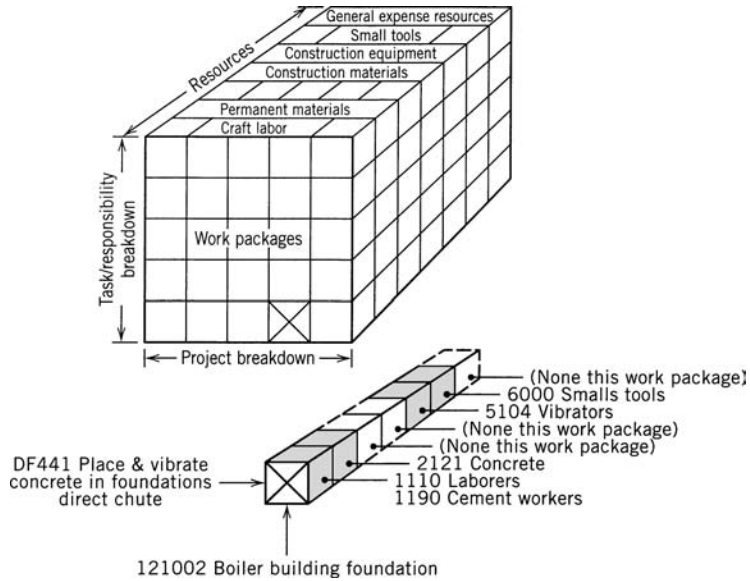 General expense resources
Small tools
Construction equipment
Construction materials
Permanent materials
Craft labor
Resources
Task/responsibility
breakdown
Work packages
Project breakdown
(None this work package)
6000 Smalls tools
5104 Vibrators
(None this work package)
(None this work package)
2121 Concrete
1110 Laborers
1190 Cement workers
DF441 Place & vibrate
concrete in foundations
direct chute
121002 Boiler building foundation